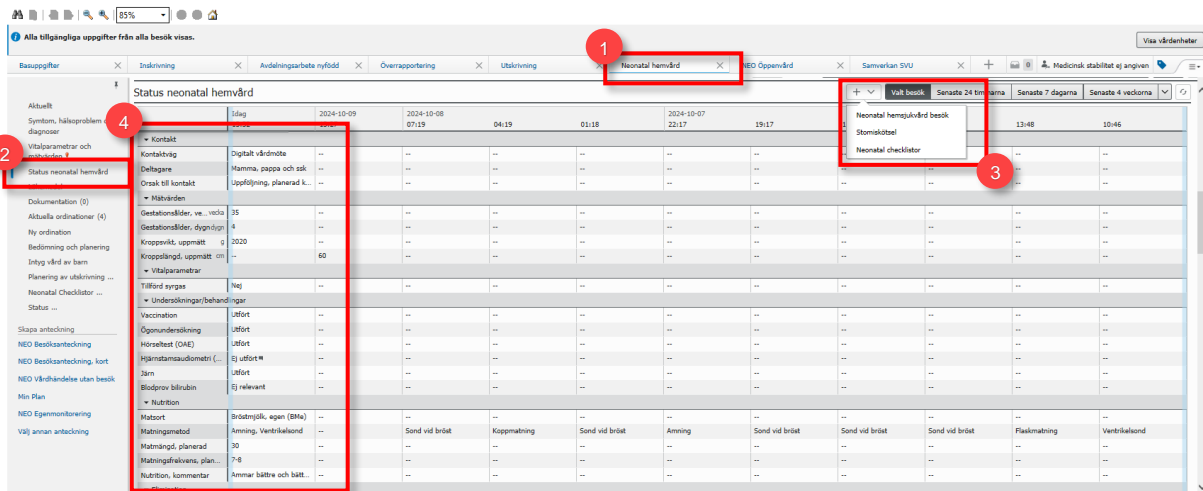 85%
Alla tillgängliga uppgifter från alla besök visas.
Visa vårdenheter
1
Basuppgifter
Inskrivning
Avdelningsarbete nyfödd
Överrapportering
Utskrivning
Neonatal hemvård
NEO Öppenvård
Samverkan SVU
0
Medicinsk stabilitet ej angiven
Status neonatal hemvård
Valt besök
Senaste 24 timmarna
Senaste 7 dagarna
Senaste 4 veckorna
Neonatal hemsjukvård besök
Stomiskötsel
Neonatal checklistor
3
4
2
Aktuellt
Symtom, hälsoproblem
diagnoser
Vitalparametrar och
mätvärden
Status neonatal hemvård
Dokumentation (0)
Aktuella ordinationer (4)
Ny ordination
Bedömning och planering
Intyg vård av barn
Planering av utskrivning ...
Neonatal Checklistor ...
Status ...
Skapa anteckning
NEO Besöksanteckning
NEO Besöksanteckning, kort
NEO Vårdhändelse utan besök
Min Plan
NEO Egenmonitorering
Välj annan anteckning
Idag 2024-10-09 2024-10-08 2024-10-07
07:19 04:19 01:18 22:17 19:17 13:48 10:46
Kontakt
Kontaktväg Digitalt vårdmöte -- -- -- -- -- -- -- -- -- --
Deltagare Mamma, pappa och ssk -- -- -- -- -- -- -- -- -- --
Orsak till kontakt Uppföljning, planerad k... -- -- -- -- -- -- -- -- -- --
Mätvärden
Gestationsålder, ve... vecka 35 -- -- -- -- -- -- -- -- -- --
Gestationsålder, dygn dygn 4 -- -- -- -- -- -- -- -- -- --
Kroppsvikt, uppmätt g 2020 -- -- -- -- -- -- -- -- -- --
Kroppslängd, uppmätt cm -- 60 -- -- -- -- -- -- -- -- --
Vitalparametrar
Tillförd syrgas Nej -- -- -- -- -- -- -- -- -- --
Undersökningar/behandlingar
Vaccination Utfört -- -- -- -- -- -- -- -- -- --
Ögonundersökning Utfört -- -- -- -- -- -- -- -- -- --
Hörseltest (OAE) Utfört -- -- -- -- -- -- -- -- -- --
Hjärnstamsaudiometri (... Ej utfört -- -- -- -- -- -- -- -- -- --
Järn Utfört -- -- -- -- -- -- -- -- -- --
Blodprov bilirubin Ej relevant -- -- -- -- -- -- -- -- -- --
Nutrition
Matsort Bröstmjölk, egen (BMe) -- -- -- -- -- -- -- -- -- --
Matningsmetod Amning, Ventrikelsond -- Sond vid bröst Koppmatning Sond vid bröst Amning Sond vid bröst Sond vid bröst Sond vid bröst Flaskmatning Ventrikelsond
Matmängd, planerad 30 -- -- -- -- -- -- -- -- -- --
Matningsfrekvens, plan... 7-8 -- -- -- -- -- -- -- -- -- --
Nutrition, kommentar Ammar bättre och bätt... -- -- -- -- -- -- -- -- -- --